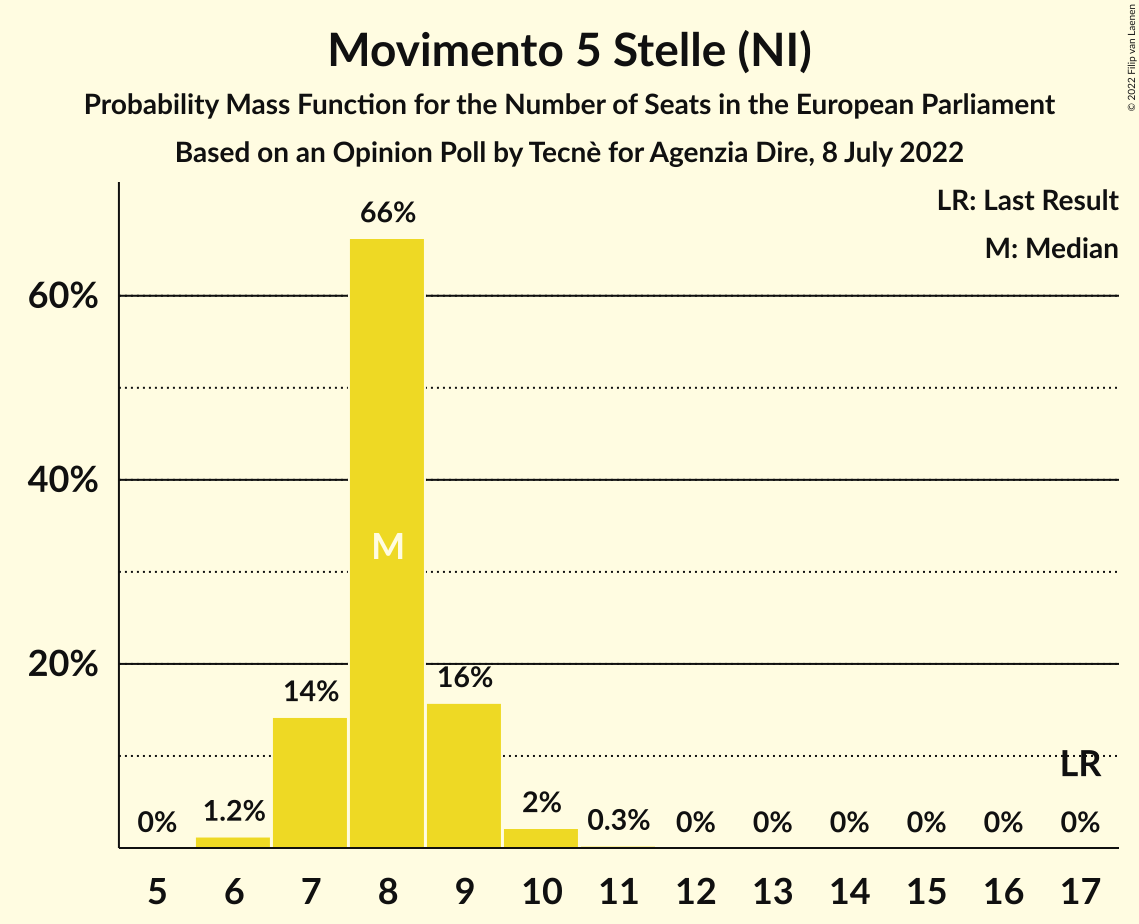 Movimento 5 Stelle (NI)
Probability Mass Function for the Number of Seats in the European Parliament
Based on an Opinion Poll by Tecnè for Agenzia Dire, 8 July 2022
© 2022 Filip van Laenen
LR: Last Result
M: Median
60%
40%
20%
0%
1.2%
14%
66%
M
16%
2%
0.3%
0%
0%
0%
0%
0%
LR
0%
5 6 7 8 9 10 11 12 13 14 15 16 17